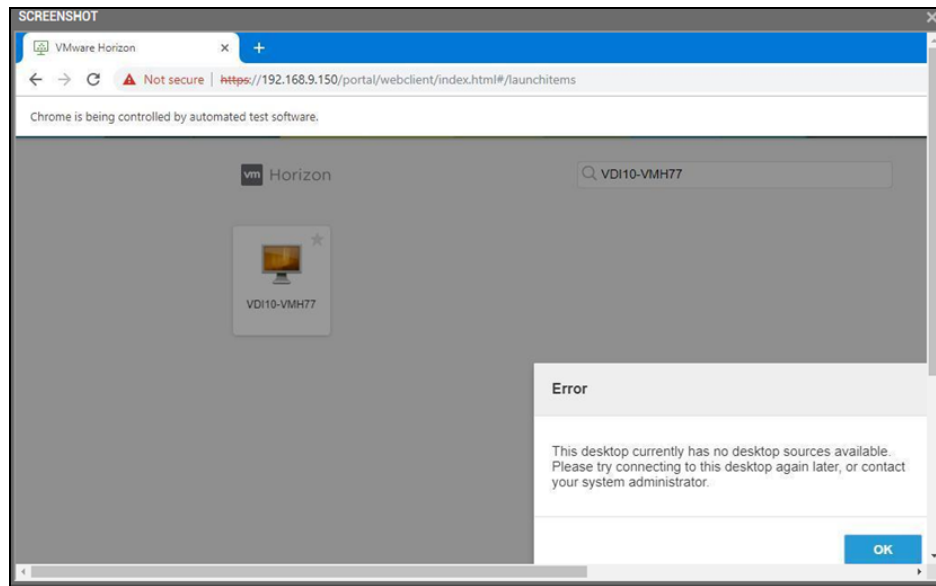 SCREENSHOT
VMware Horizon
Not secure | https://192.168.9.150/portal/webclient/index.html#/launchitems
Chrome is being controlled by automated test software.
vm Horizon
VDI10-VMH77
VDI10-VMH77
Error
This desktop currently has no desktop sources available.
Please try connecting to this desktop again later, or contact
your system administrator.
OK